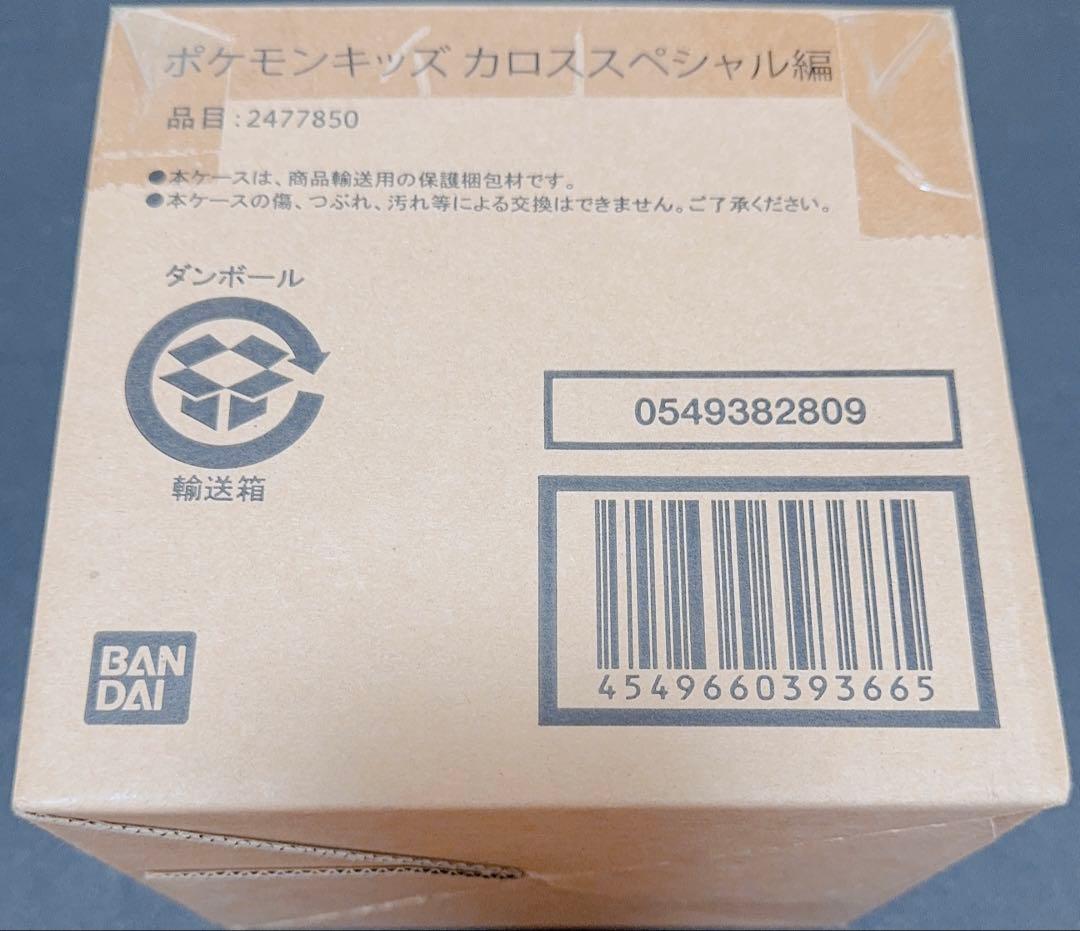 ポケモンキッズ カロススペシャル編
品目:2477850
●本ケースは、商品輸送用の保護梱包材です。
●本ケースの傷、つぶれ、汚れ等による交換はできません。ご了承ください。
ダンボール
輸送箱
0549382809
4549660393665
BAN
DAI